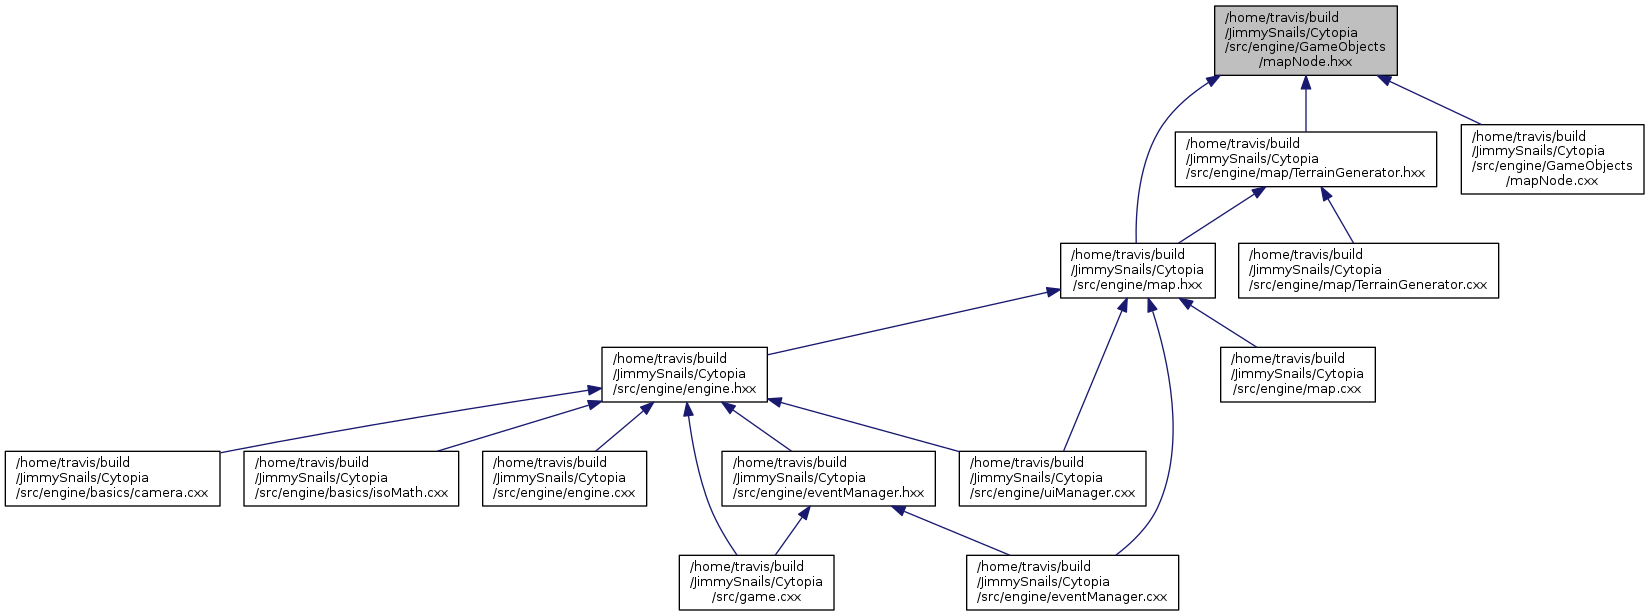 /home/travis/build
/JimmySnails/Cytopia
/src/engine/GameObjects
/mapNode.hxx
/home/travis/build
/JimmySnails/Cytopia
/src/engine/map/TerrainGenerator.hxx
/home/travis/build
/JimmySnails/Cytopia
/src/engine/GameObjects
/mapNode.cxx
/home/travis/build
/JimmySnails/Cytopia
/src/engine/map.hxx
/home/travis/build
/JimmySnails/Cytopia
/src/engine/map/TerrainGenerator.cxx
/home/travis/build
/JimmySnails/Cytopia
/src/engine/engine.hxx
/home/travis/build
/JimmySnails/Cytopia
/src/engine/map.cxx
/home/travis/build
/JimmySnails/Cytopia
/src/engine/basics/camera.cxx
/home/travis/build
/JimmySnails/Cytopia
/src/engine/basics/isoMath.cxx
/home/travis/build
/JimmySnails/Cytopia
/src/engine/engine.cxx
/home/travis/build
/JimmySnails/Cytopia
/src/engine/eventManager.hxx
/home/travis/build
/JimmySnails/Cytopia
/src/engine/uiManager.cxx
/home/travis/build
/JimmySnails/Cytopia
/src/game.cxx
/home/travis/build
/JimmySnails/Cytopia
/src/engine/eventManager.cxx